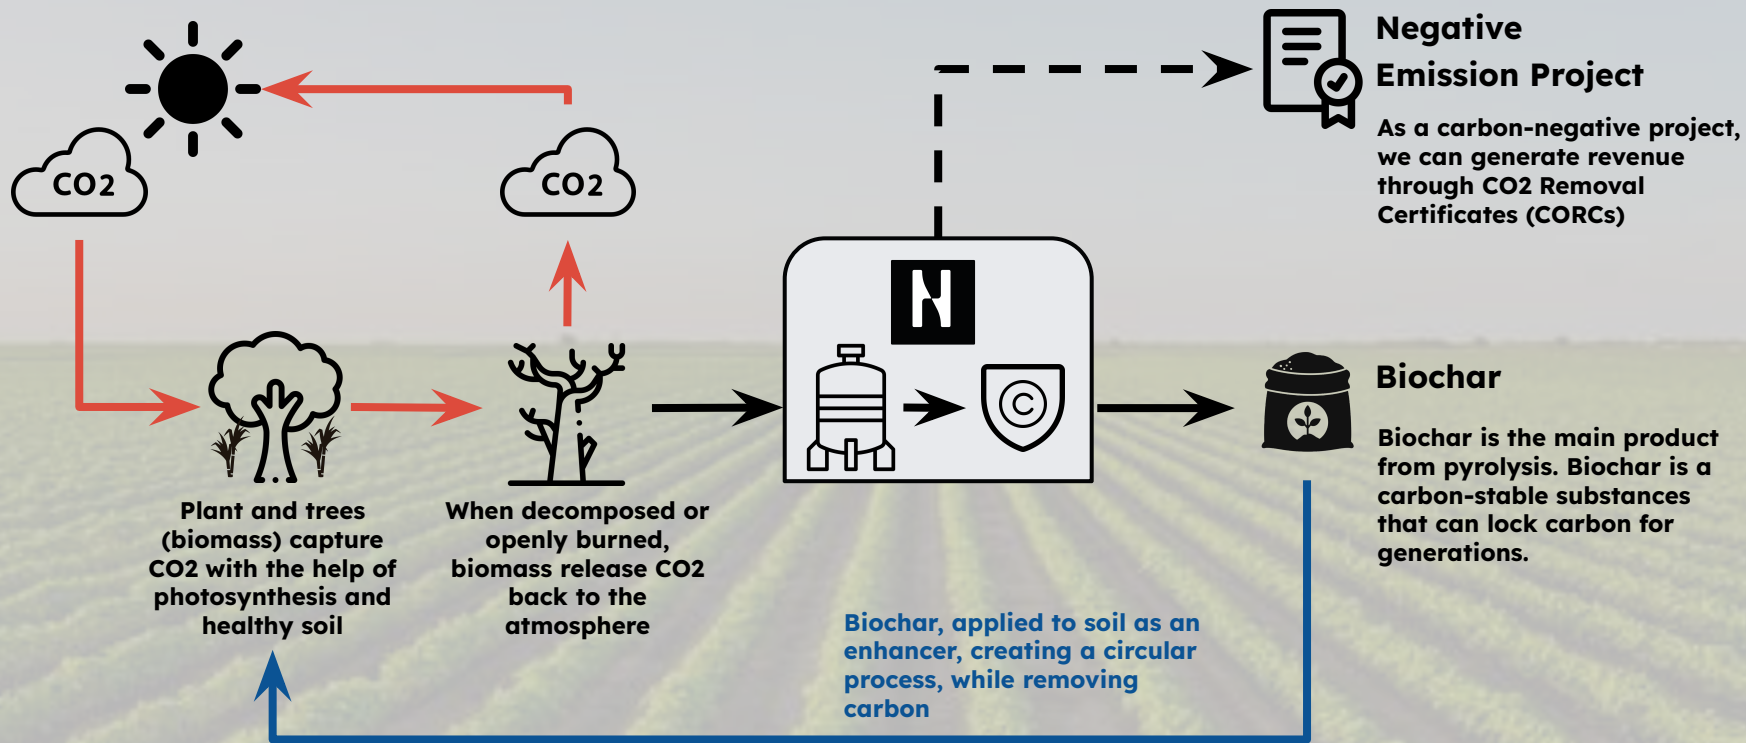 CO2
CO2
Plant and trees
(biomass) capture
CO2 with the help of
photosynthesis and
healthy soil
When decomposed or
openly burned,
biomass release CO2
back to the
atmosphere
N
C
Negative
Emission Project
As a carbon-negative project,
we can generate revenue
through CO2 Removal
Certificates (CORCs)
Biochar
Biochar is the main product
from pyrolysis. Biochar is a
carbon-stable substances
that can lock carbon for
generations.
Biochar, applied to soil as an
enhancer, creating a circular
process, while removing
carbon